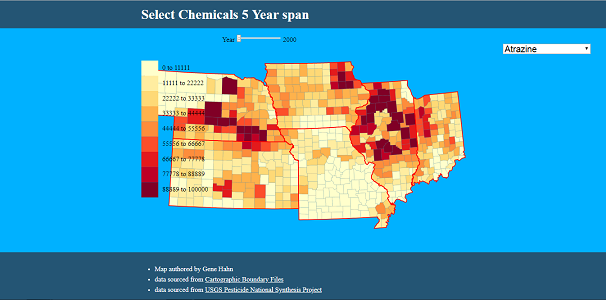 Select Chemicals 5 Year span
Year 2000
Atrazine
0 to 11111
11111 to 22222
22222 to 33333
33333 to 44444
44444 to 55556
55556 to 66667
66667 to 77778
77778 to 88889
88889 to 100000
Map authored by Gene Hahn
data sourced from Cartographic Boundary Files
data sourced from USGS Pesticide National Synthesis Project